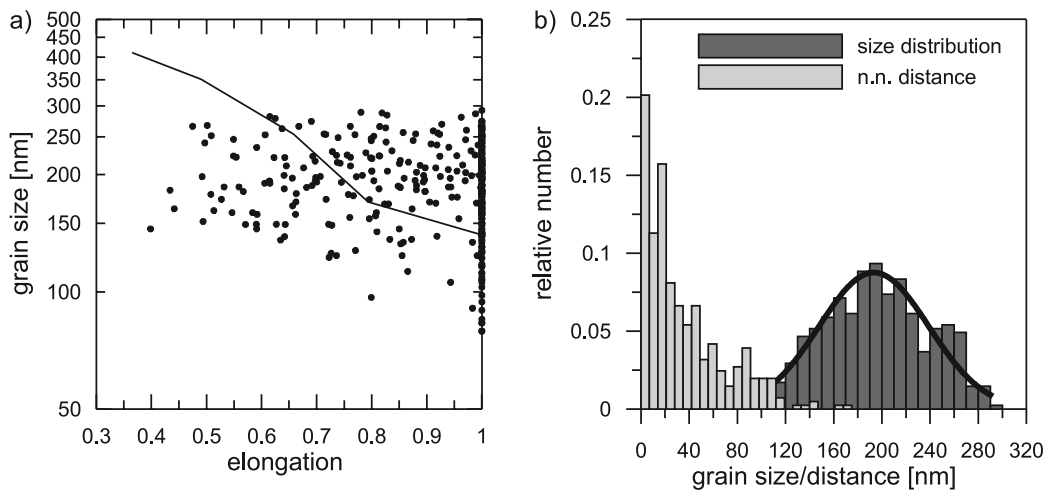 a)
500
450
400
350
300
250
200
150
100
50
grain size [nm]
0.3 0.4 0.5 0.6 0.7 0.8 0.9 1
elongation
b)
size distribution
n.n. distance
0.25
0.2
0.15
0.1
0.05
0
relative number
0 40 80 120 160 200 240 280 320
grain size/distance [nm]